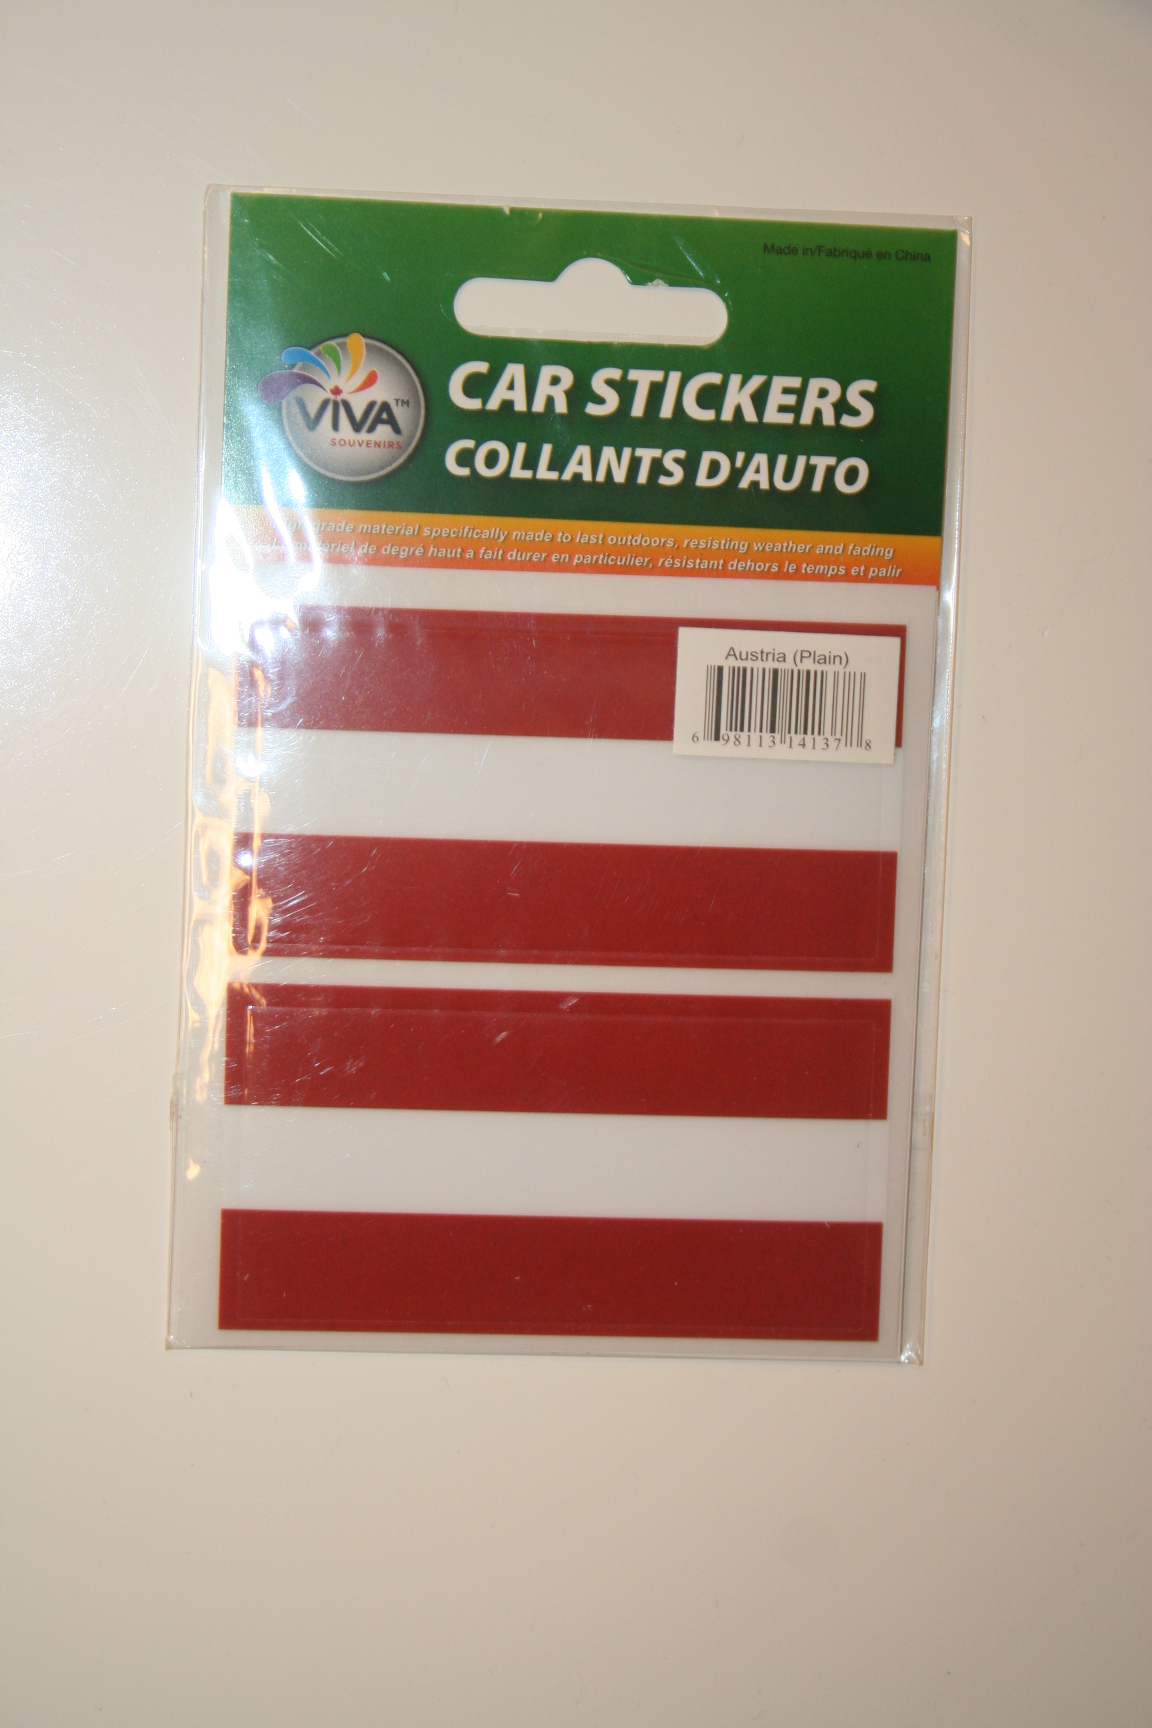 Made in/Fabriqué en China
VIVA™
SOUVENIRS
CAR STICKERS
COLLANTS D'AUTO
grade material specifically made to last outdoors, resisting weather and fading
de degré haut a fait durer en particulier, résistant dehors le temps et palir
Austria (Plain)
6 98113 14137 8